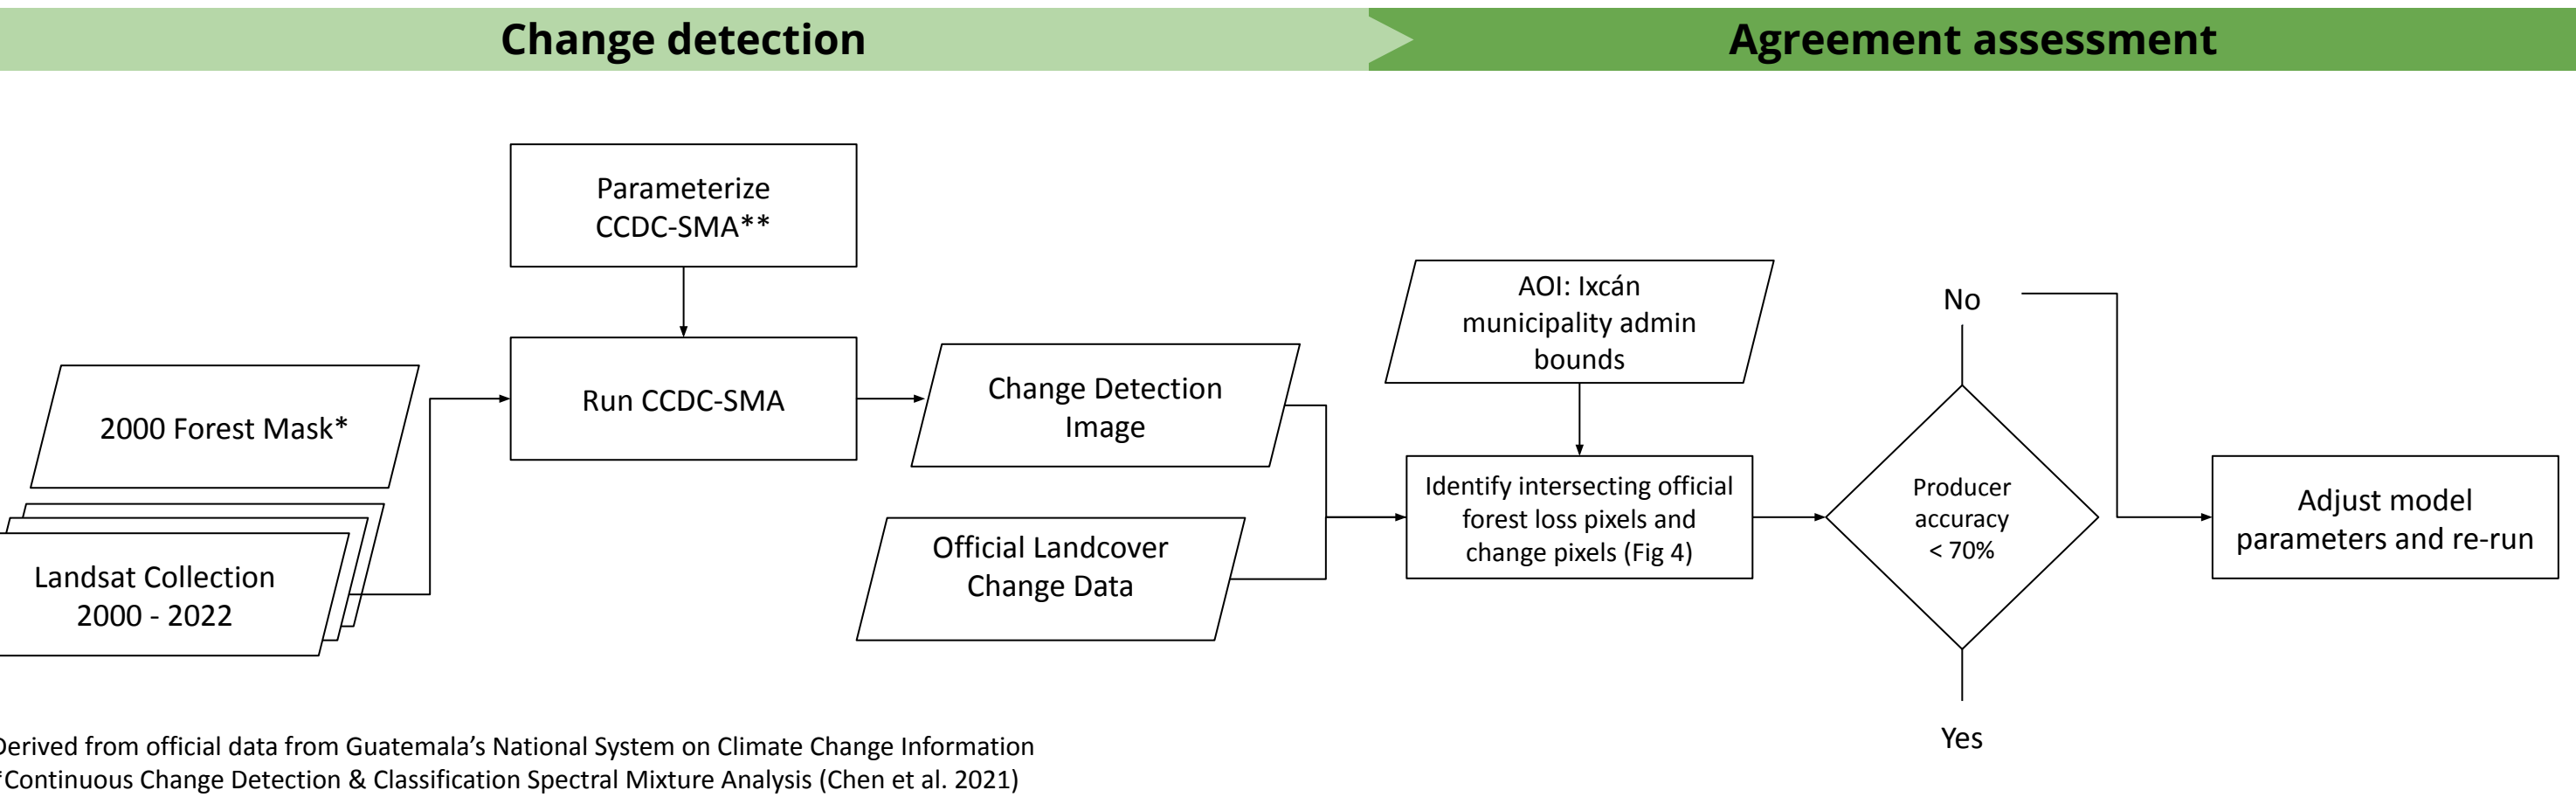 Change detection
Agreement assessment
Parameterize
CCDC-SMA**
Run CCDC-SMA
2000 Forest Mask*
Landsat Collection
2000 - 2022
Change Detection
Image
Official Landcover
Change Data
AOI: Ixcán
municipality admin
bounds
Identify intersecting official
forest loss pixels and
change pixels (Fig 4)
No
Producer
accuracy
< 70%
Yes
Adjust model
parameters and re-run
Derived from official data from Guatemala’s National System on Climate Change Information
*Continuous Change Detection & Classification Spectral Mixture Analysis (Chen et al. 2021)